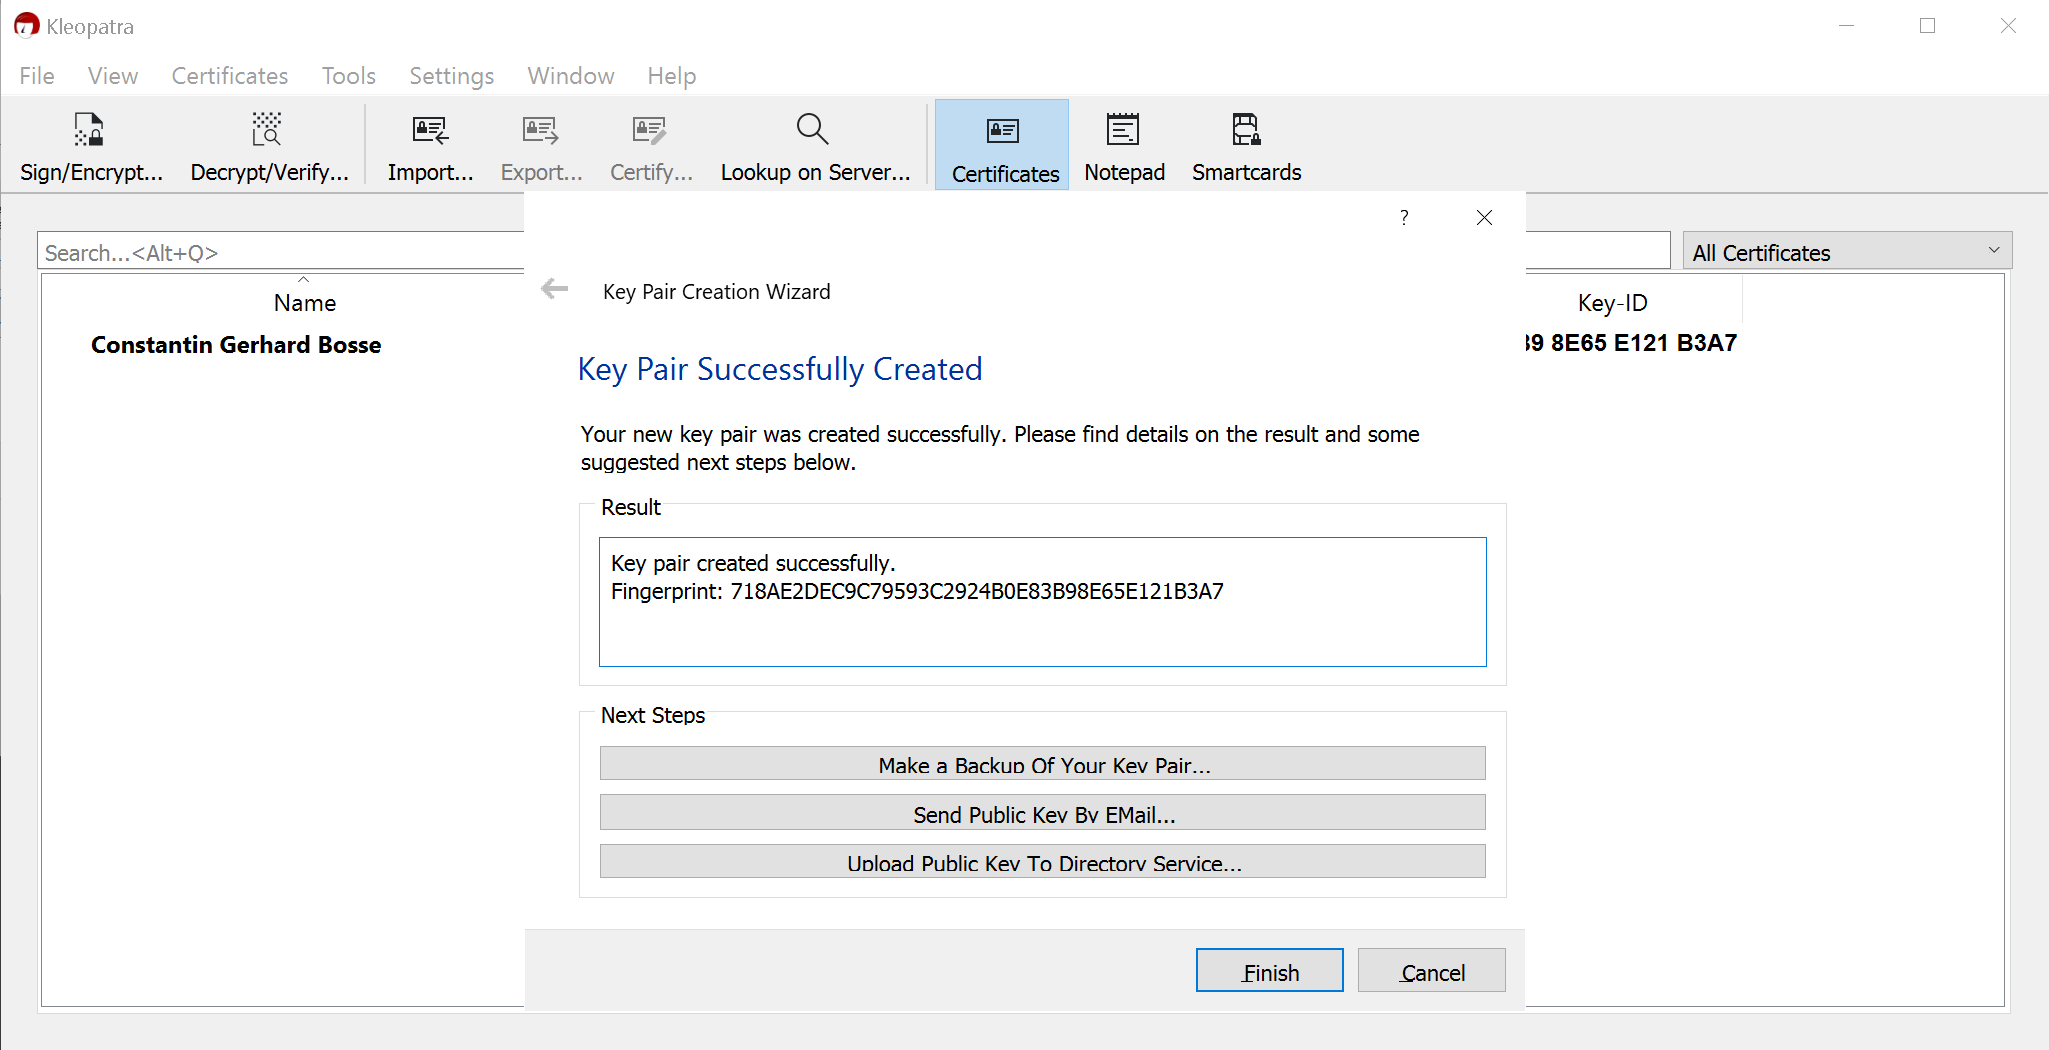 Kleopatra
File View Certificates Tools Settings Window Help
Sign/Encrypt... Decrypt/Verify... Import... Export... Certify... Lookup on Server... Certificates Notepad Smartcards
?
Search...<Alt+Q>
All Certificates
Key Pair Creation Wizard
Name
Key-ID
Constantin Gerhard Bosse
39 8E65 E121 B3A7
Key Pair Successfully Created
Your new key pair was created successfully. Please find details on the result and some
suggested next steps below.
Result
Key pair created successfully.
Fingerprint: 718AE2DEC9C79593C2924B0E83B98E65E121B3A7
Next Steps
Make a Backup Of Your Key Pair...
Send Public Key By EMail...
Upload Public Key To Directory Service...
Finish
Cancel